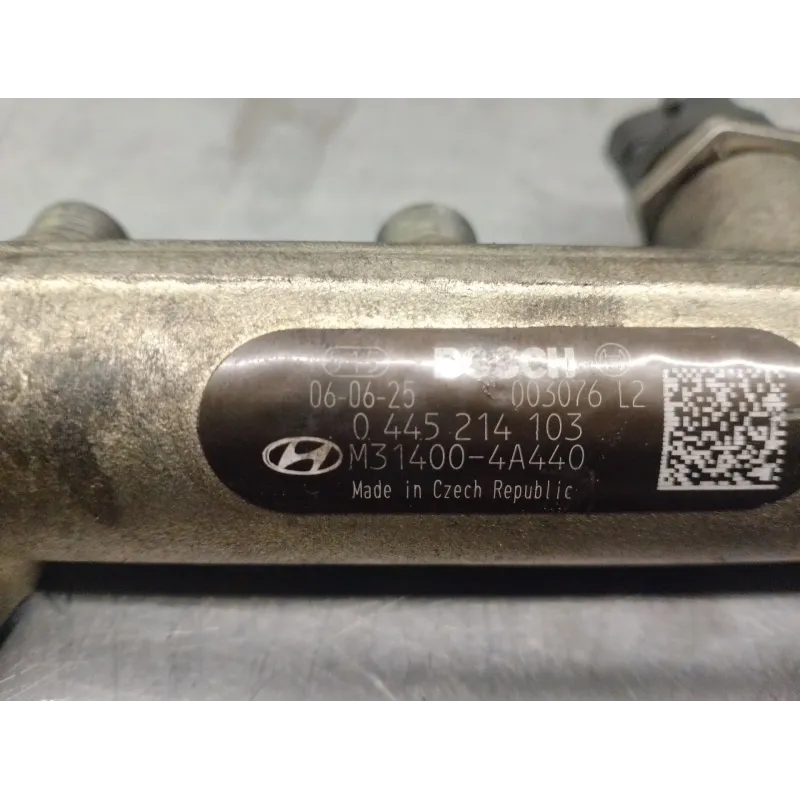 BOSCH
06-06-25 003076 L2
0 445 214 103
M31400-4A440
Made in Czech Republic